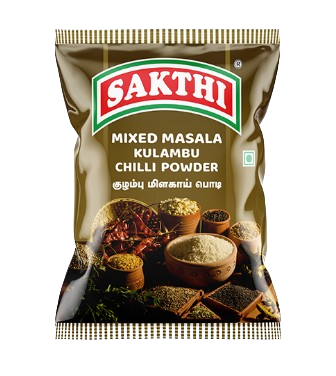 SAKTHI
®
MIXED MASALA
KULAMBU
CHILLI POWDER
குழம்பு மிளகாய் பொடி